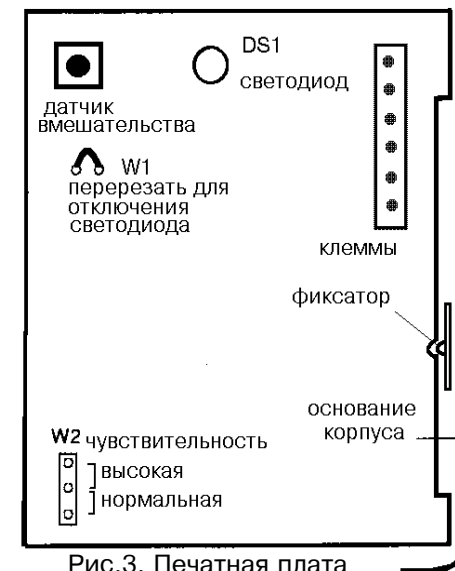 DS1
светодиод
датчик
вмешательства
W1
перерезать для
отключения
светодиода
клеммы
фиксатор
основание
корпуса
W2 чувствительность
высокая
нормальная
Рис.3. Печатная плата